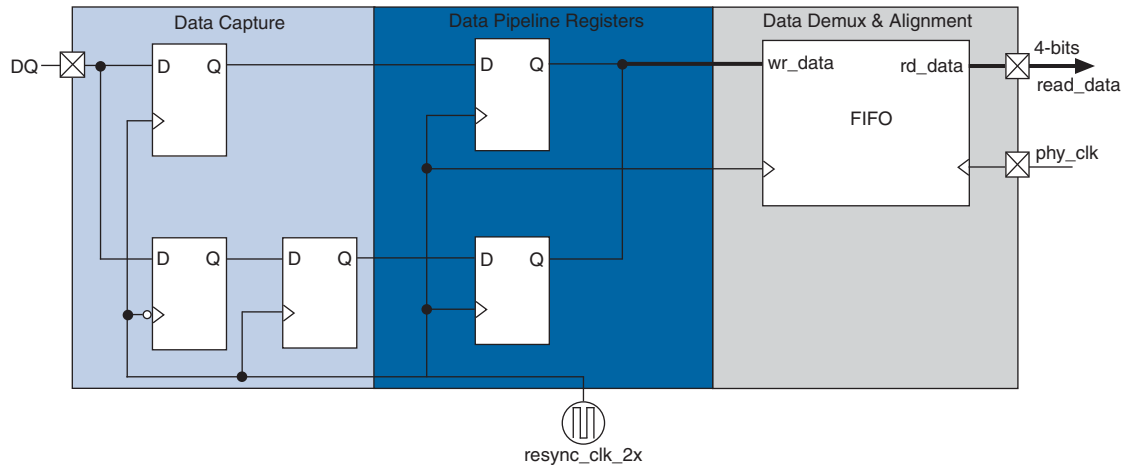 Data Capture
Data Pipeline Registers
Data Demux & Alignment
DQ
D Q
D Q
wr_data
rd_data
FIFO
4-bits
read_data
phy_clk
D Q
D Q
D Q
resync_clk_2x